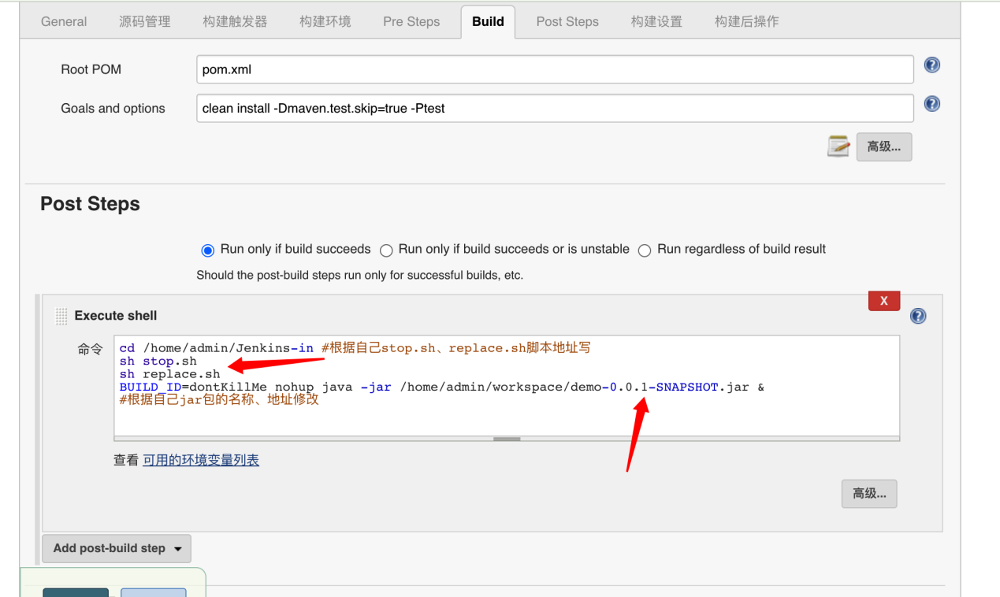 General 源码管理 构建触发器 构建环境 Pre Steps Build Post Steps 构建设置 构建后操作
Root POM pom.xml
Goals and options clean install -Dmaven.test.skip=true -Ptest
高级...
Post Steps
Run only if build succeeds Run only if build succeeds or is unstable Run regardless of build result
Should the post-build steps run only for successful builds, etc.
X
Execute shell
命令 cd /home/admin/Jenkins-in #根据自己stop.sh、replace.sh脚本地址写
sh stop.sh
sh replace.sh
BUILD_ID=dontKillMe nohup java -jar /home/admin/workspace/demo-0.0.1-SNAPSHOT.jar &
#根据自己jar包的名称、地址修改
查看 可用的环境变量列表
高级...
Add post-build step